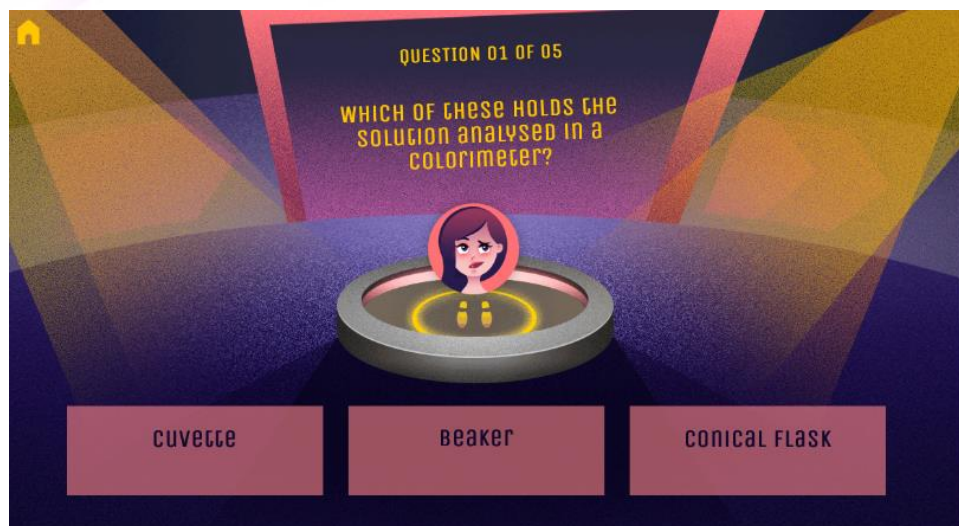 QUESTION 01 OF 05
WHICH OF THESE HOLDS THE
SOLUTION ANALYSED IN A
COLORIMETER?
CUVETTE
BEAKER
CONICAL FLASK